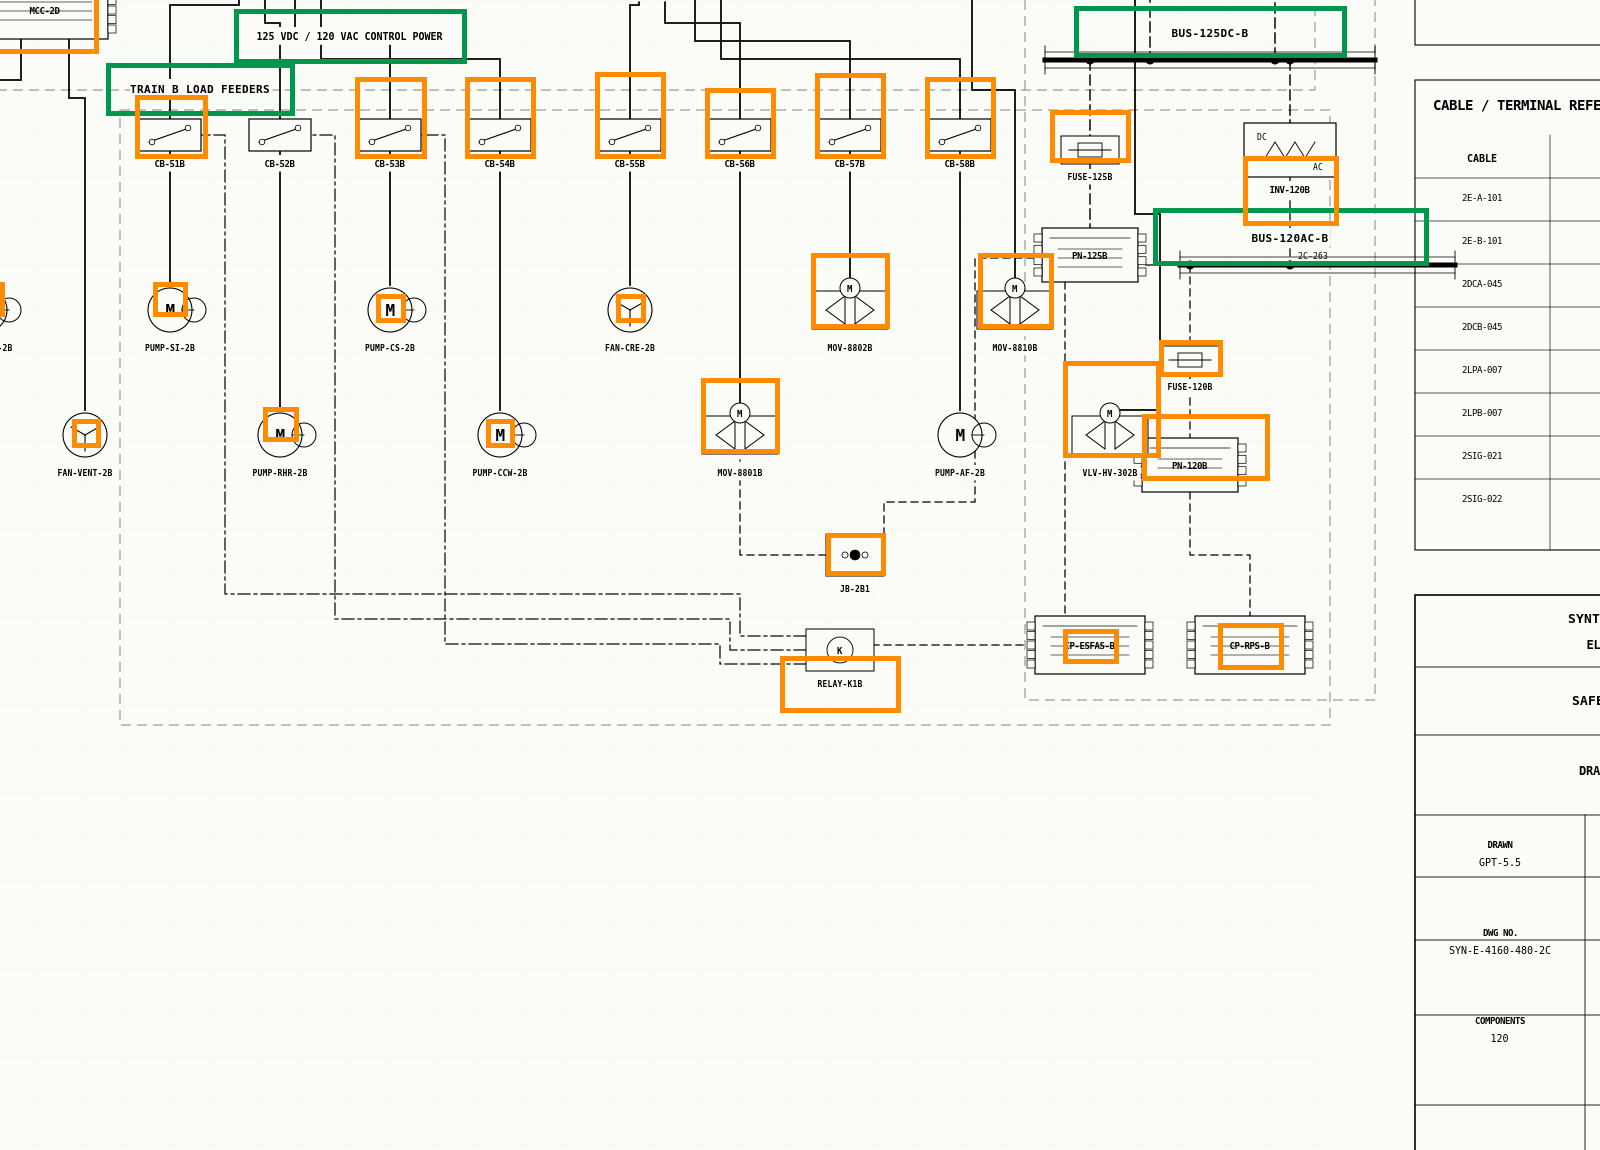 MCC-2D
125 VDC / 120 VAC CONTROL POWER
BUS-125DC-B
TRAIN B LOAD FEEDERS
CABLE / TERMINAL REFE
CB-51B
CB-52B
CB-53B
CB-54B
CB-55B
CB-56B
CB-57B
CB-58B
FUSE-125B
DC
AC
INV-120B
CABLE
2E-A-101
2E-B-101
2DCA-045
2DCB-045
2LPA-007
2LPB-007
2SIG-021
2SIG-022
BUS-120AC-B
2C-263
PN-125B
M
M
M
M
-2B
PUMP-SI-2B
PUMP-CS-2B
FAN-CRE-2B
MOV-8802B
MOV-8810B
FUSE-120B
M
M
M
M
M
FAN-VENT-2B
PUMP-RHR-2B
PUMP-CCW-2B
MOV-8801B
PUMP-AF-2B
VLV-HV-302B
PN-120B
JB-2B1
K
RELAY-K1B
CP-ESFAS-B
CP-RPS-B
SYNT
EL
SAFE
DRA
DRAWN
GPT-5.5
DWG NO.
SYN-E-4160-480-2C
COMPONENTS
120